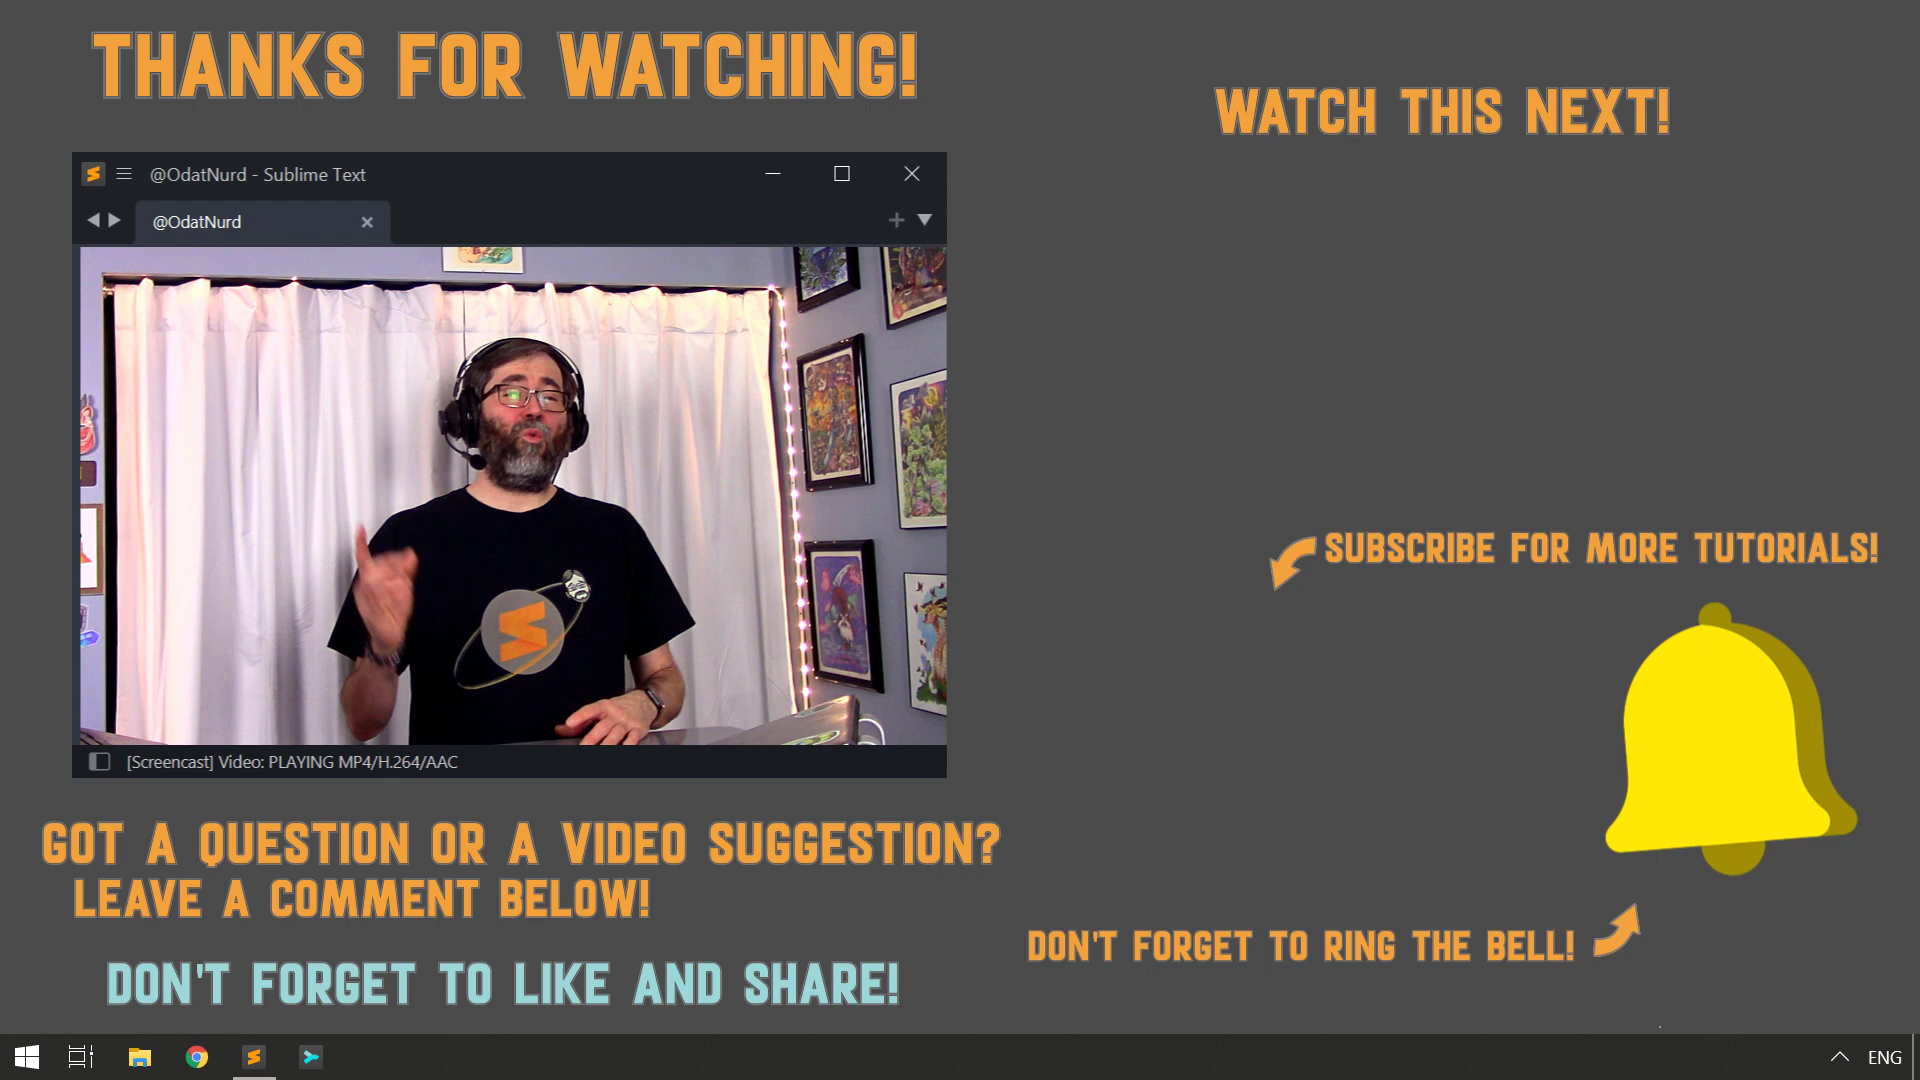 THANKS FOR WATCHING!
WATCH THIS NEXT!
@OdatNurd - Sublime Text
@OdatNurd
[Screencast] Video: PLAYING MP4/H.264/AAC
SUBSCRIBE FOR MORE TUTORIALS!
GOT A QUESTION OR A VIDEO SUGGESTION?
LEAVE A COMMENT BELOW!
DON'T FORGET TO RING THE BELL!
DON'T FORGET TO LIKE AND SHARE!
ENG